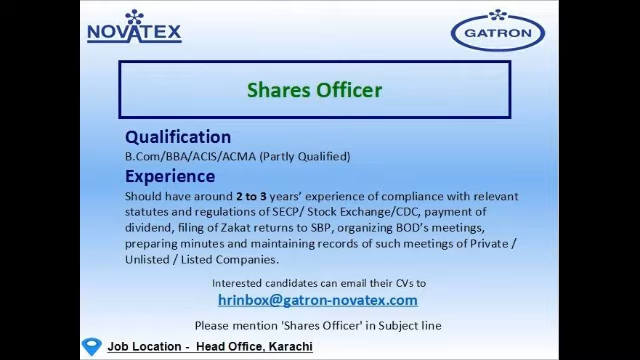 NOVATEX
GATRON
Shares Officer
Qualification
B.Com/BBA/ACIS/ACMA (Partly Qualified)
Experience
Should have around 2 to 3 years' experience of compliance with relevant
statutes and regulations of SECP/ Stock Exchange/CDC, payment of
dividend, filing of Zakat returns to SBP, organizing BOD's meetings,
preparing minutes and maintaining records of such meetings of Private /
Unlisted / Listed Companies.
Interested candidates can email their CVs to
hrinbox@gatron-novatex.com
Please mention 'Shares Officer' in Subject line
Job Location - Head Office, Karachi